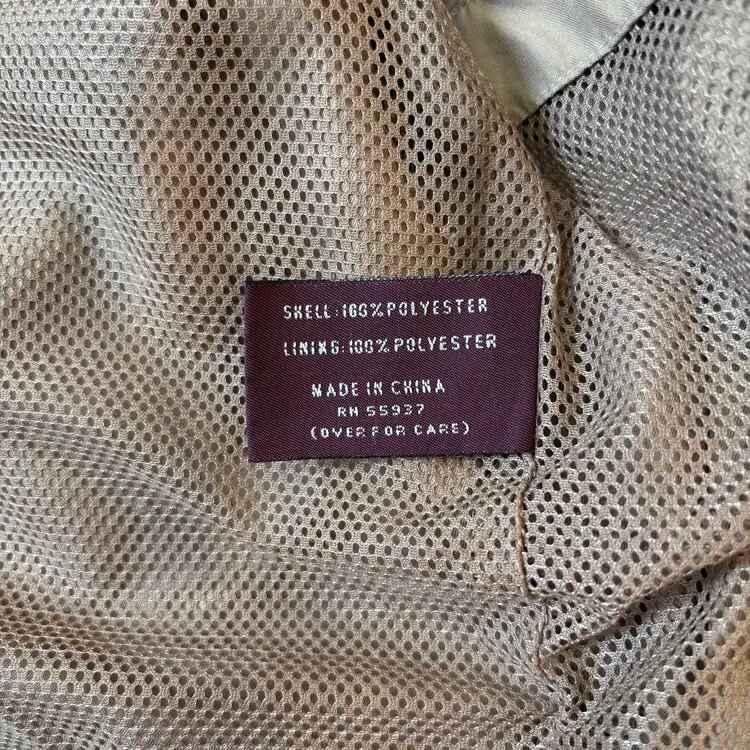 SHELL:100%POLYESTER
LINING:100%POLYESTER
MADE IN CHINA
RN 55937
(OVER FOR CARE)